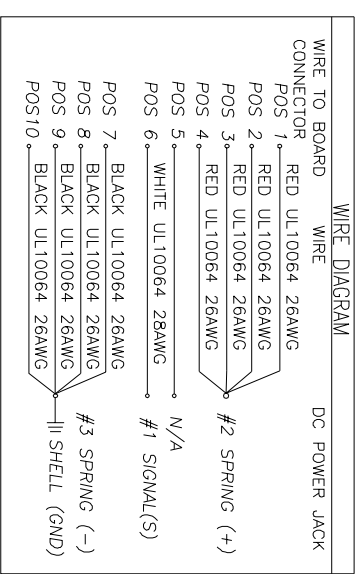 WIRE DIAGRAM
WIRE TO BOARD CONNECTOR WIRE DC POWER JACK
POS 1 RED UL10064 26AWG
POS 2 RED UL10064 26AWG
POS 3 RED UL10064 26AWG #2 SPRING (+)
POS 4 RED UL10064 26AWG
POS 5 N/A
POS 6 WHITE UL10064 28AWG #1 SIGNAL(S)
POS 7 BLACK UL10064 26AWG
POS 8 BLACK UL10064 26AWG #3 SPRING (-)
POS 9 BLACK UL10064 26AWG SHELL (GND)
POS10 BLACK UL10064 26AWG